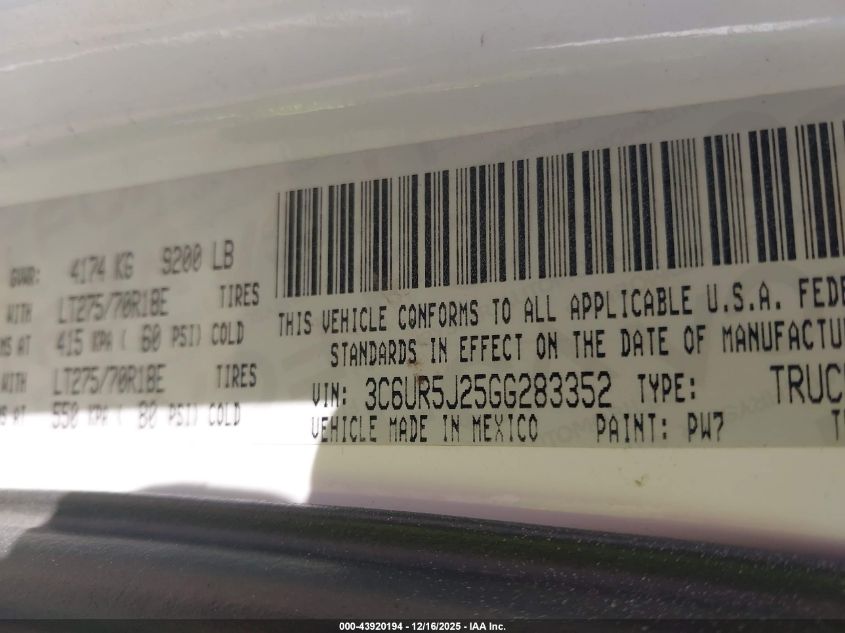 GVWR: 4174 KG 9200 LB
WITH LT275/70R18E TIRES
AT 415 KPA ( 60 PSI) COLD
WITH LT275/70R18E TIRES
AT 550 KPA ( 80 PSI) COLD
THIS VEHICLE CONFORMS TO ALL APPLICABLE U.S.A. FEDE
STANDARDS IN EFFECT ON THE DATE OF MANUFACTU
VIN: 3C6UR5J25GG283352 TYPE: TRUC
VEHICLE MADE IN MEXICO PAINT: PW7
000-43920194 - 12/16/2025 - IAA Inc.